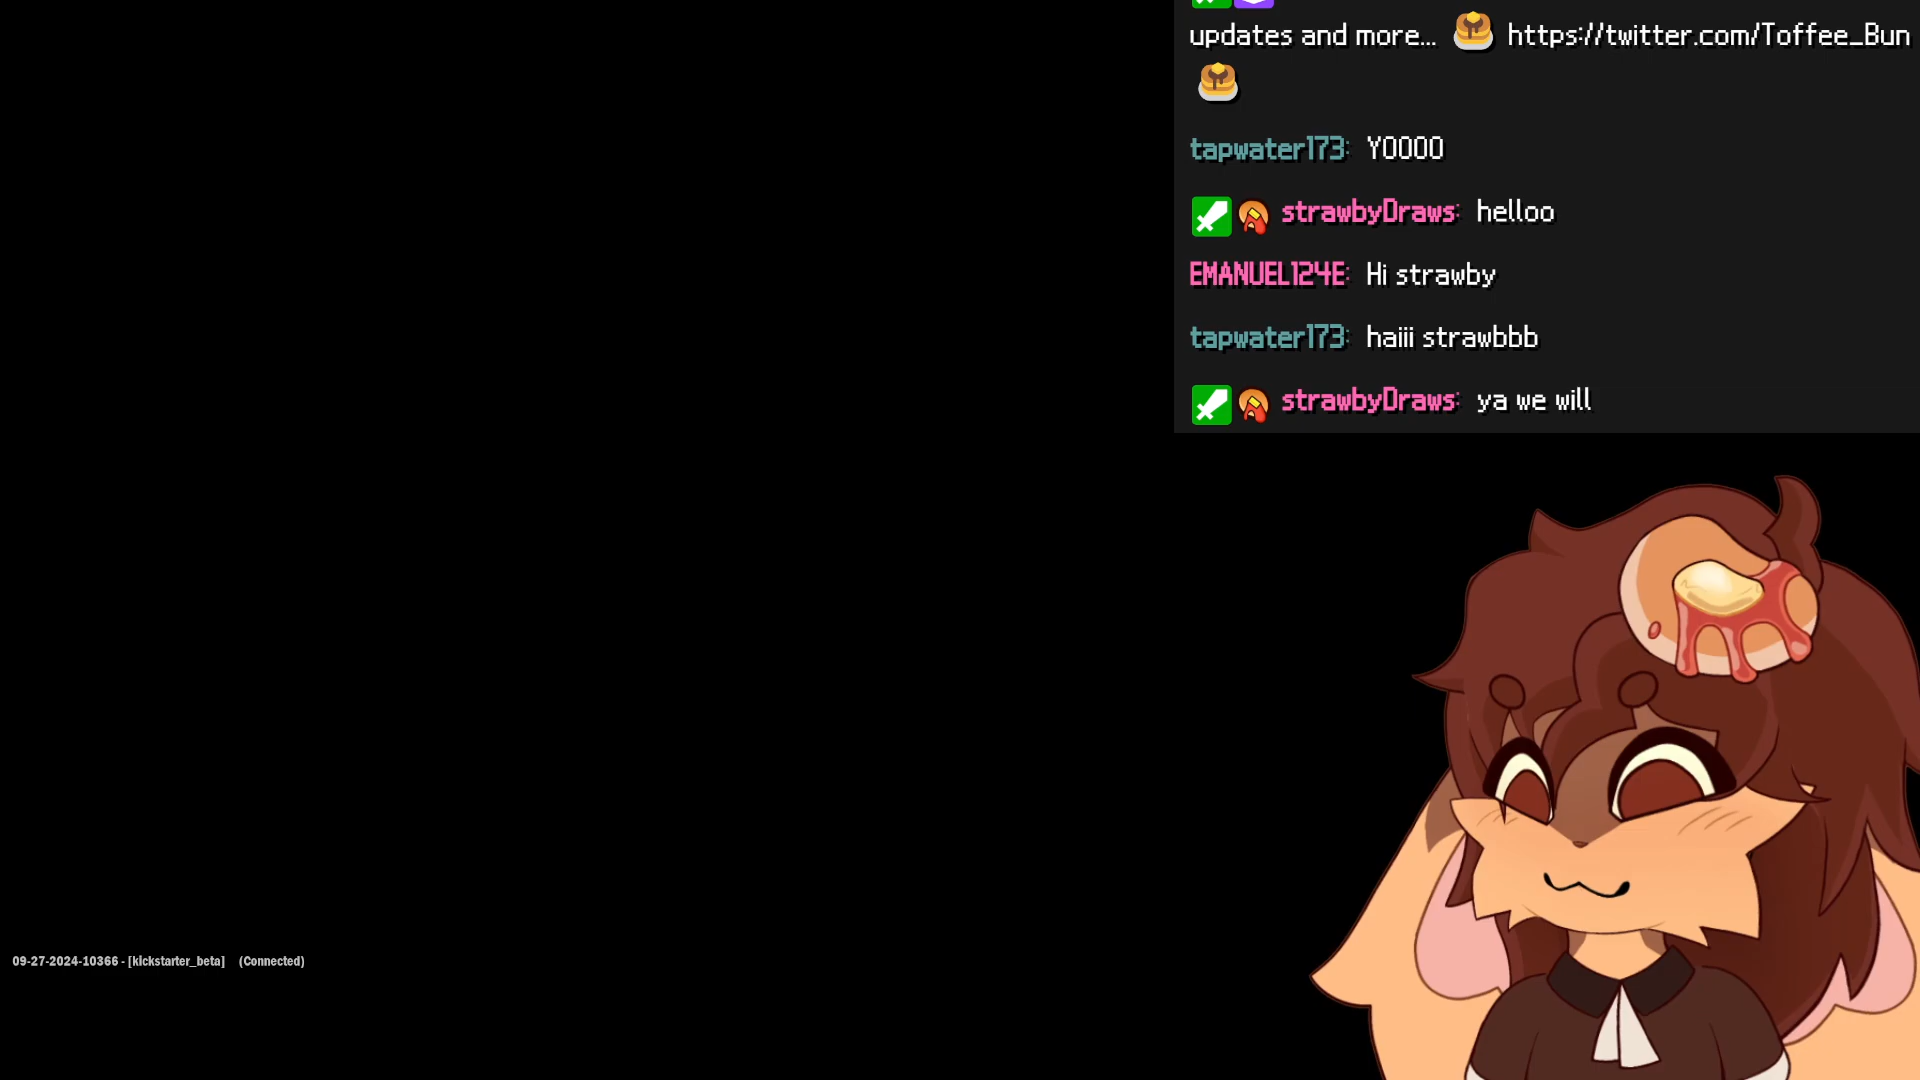 updates and more... https://twitter.com/Toffee_Bun
tapwater173: YOOOO
strawbyDraws: helloo
EMANUEL124E: Hi strawby
tapwater173: haiii strawbbb
strawbyDraws: ya we will
09-27-2024-10366 - [kickstarter_beta] (Connected)